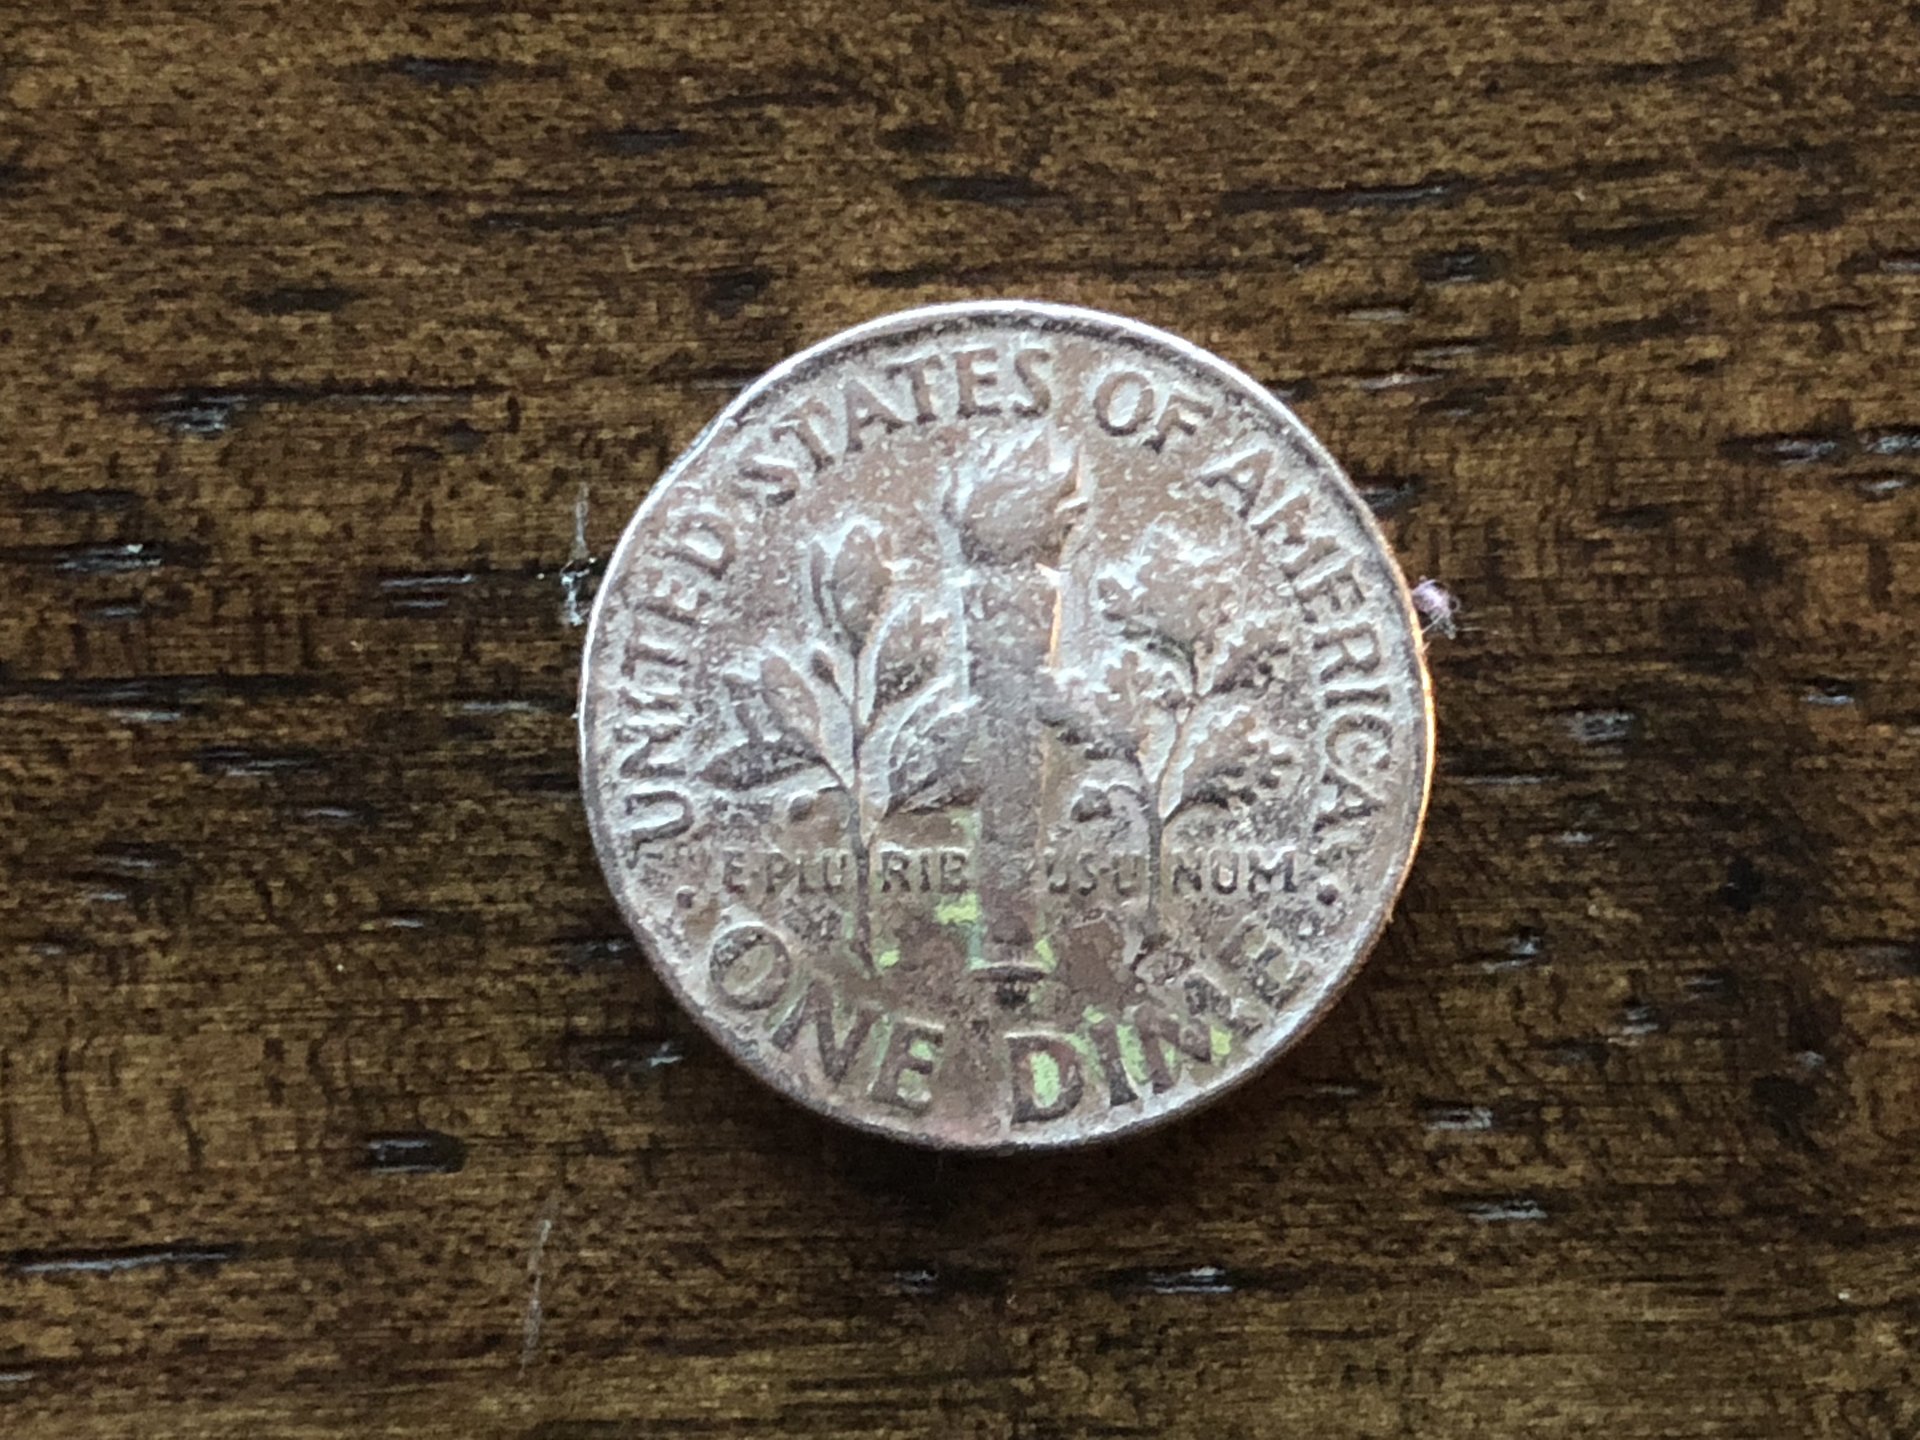 UNITED STATES OF AMERICA
E·PLURIBUS·UNUM
ONE DIME